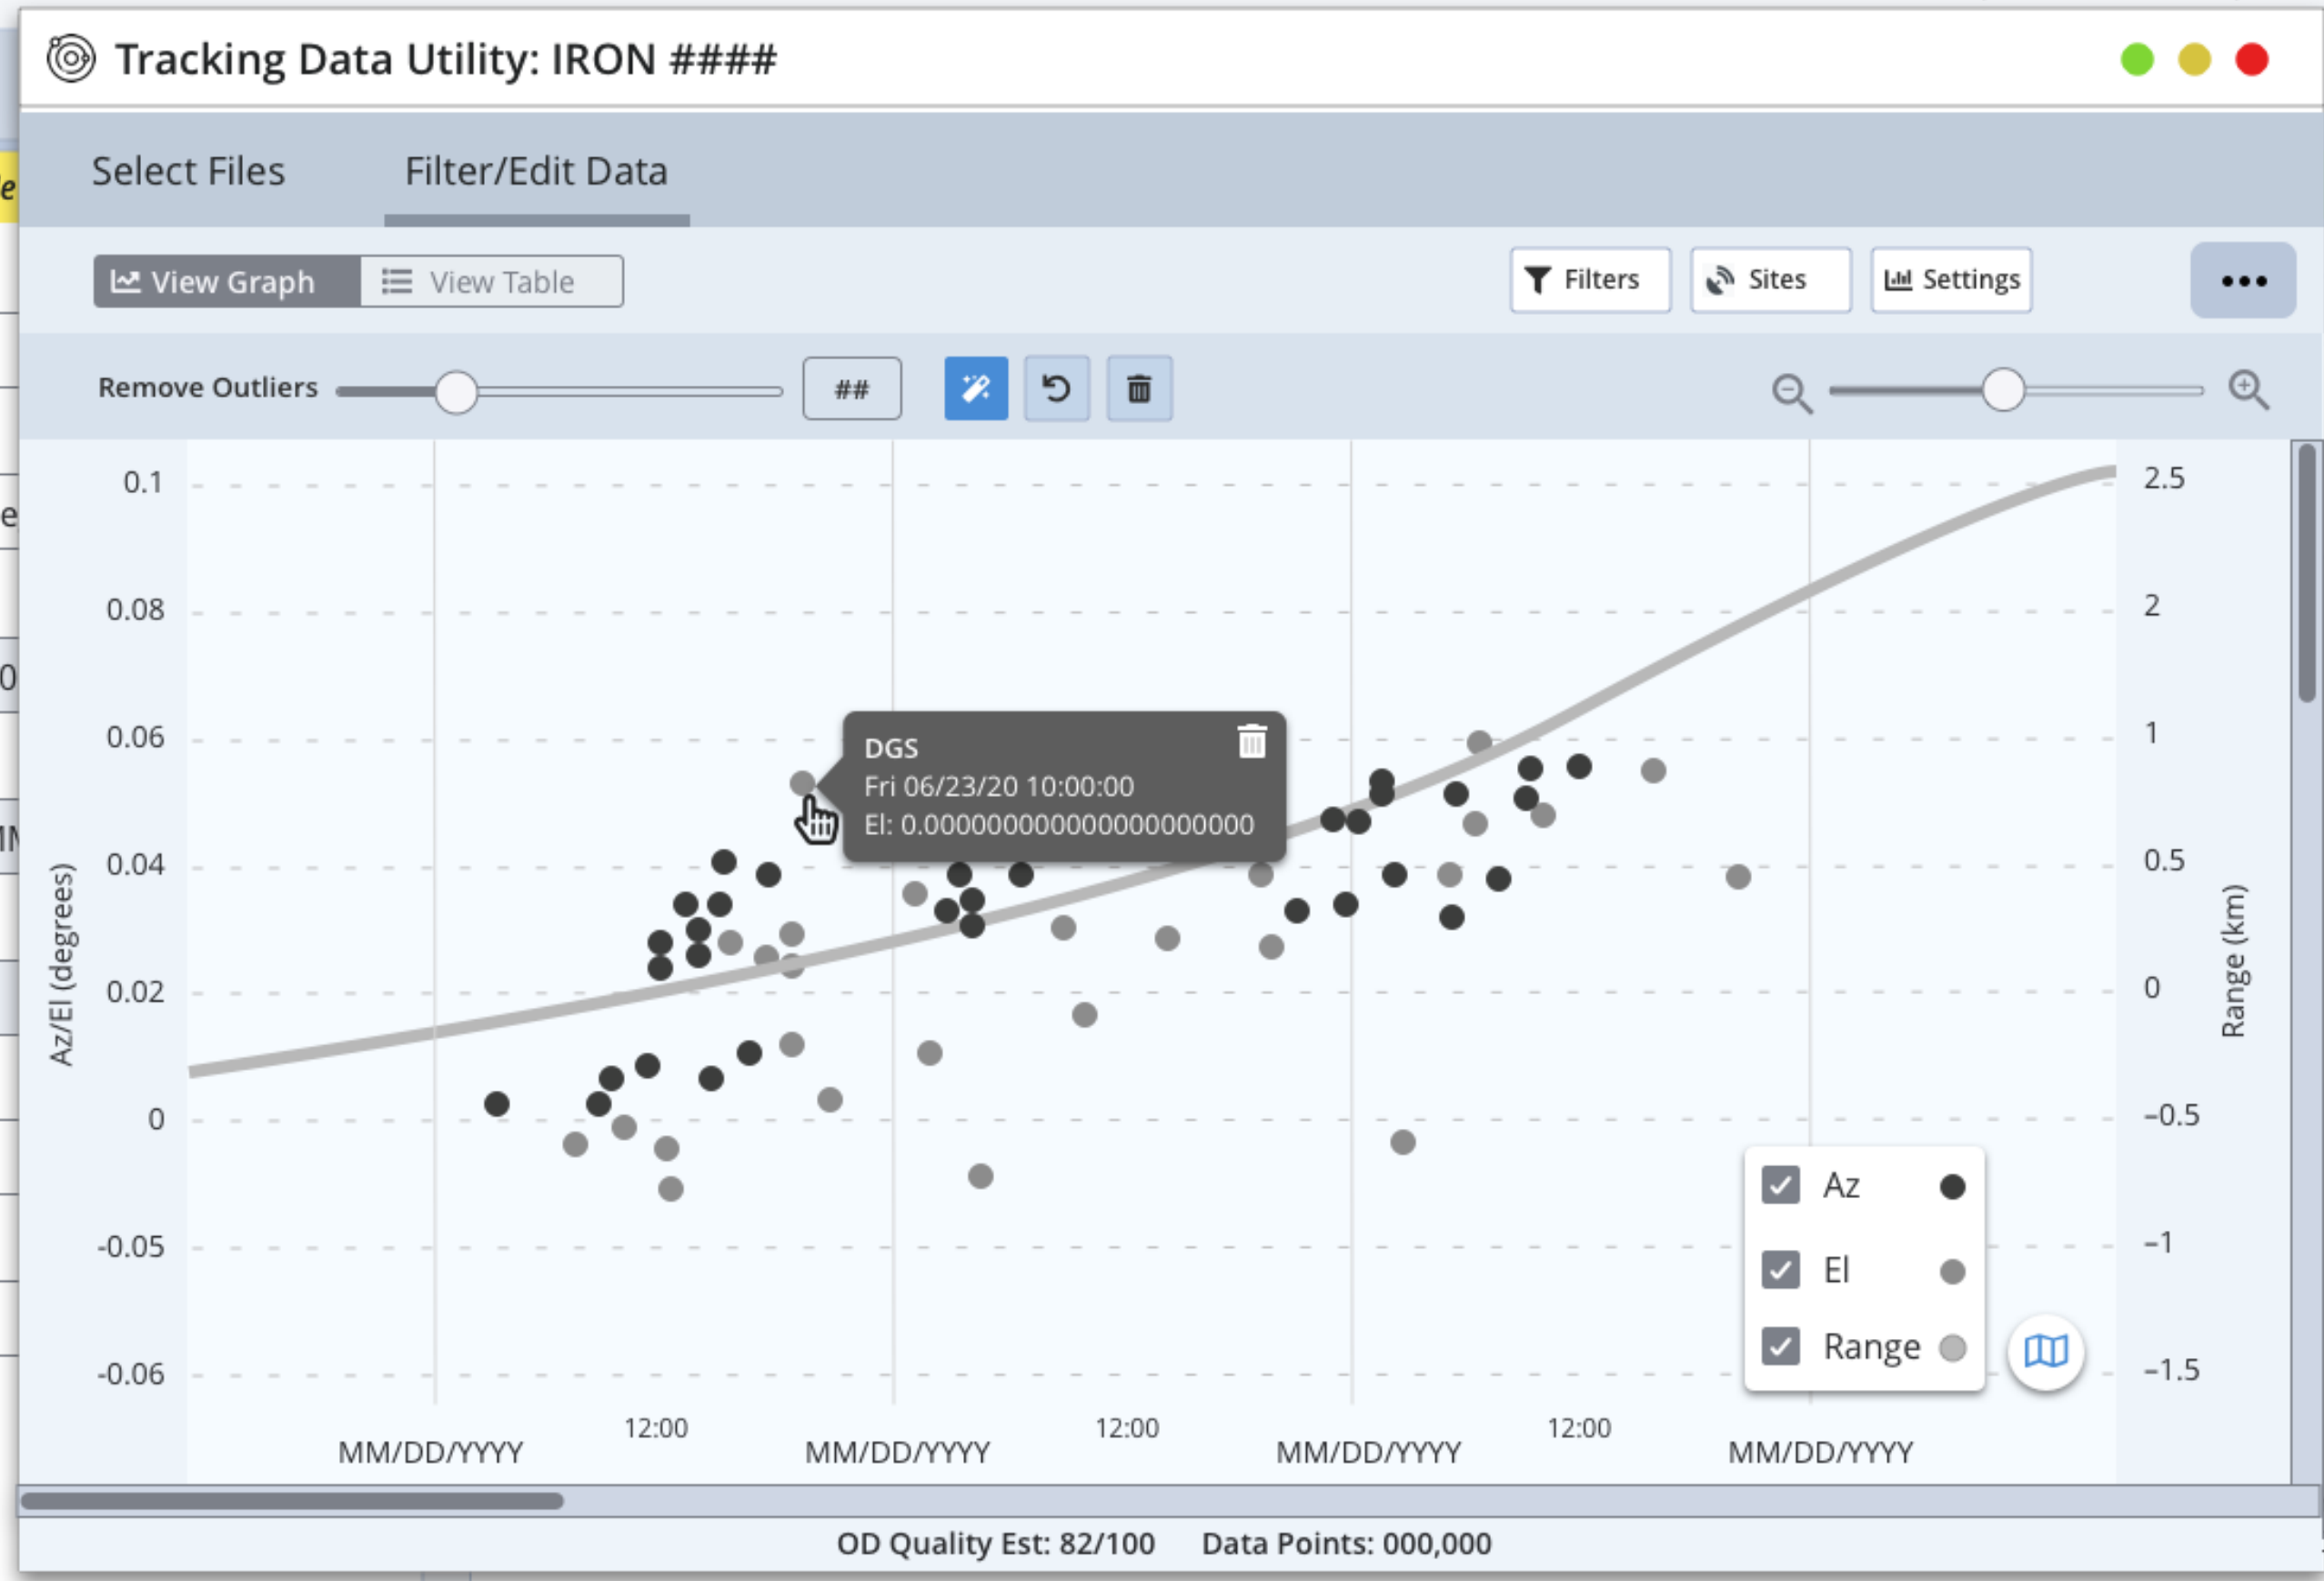 Tracking Data Utility: IRON ####
Select Files
Filter/Edit Data
View Graph
View Table
Filters
Sites
Settings
Remove Outliers
##
0.1
0.08
0.06
0.04
0.02
0
-0.05
-0.06
Az/El (degrees)
DGS
Fri 06/23/20 10:00:00
El: 0.000000000000000000000
2.5
2
1
0.5
0
–0.5
–1
–1.5
Range (km)
Az
El
Range
12:00
12:00
12:00
MM/DD/YYYY
MM/DD/YYYY
MM/DD/YYYY
MM/DD/YYYY
OD Quality Est: 82/100
Data Points: 000,000